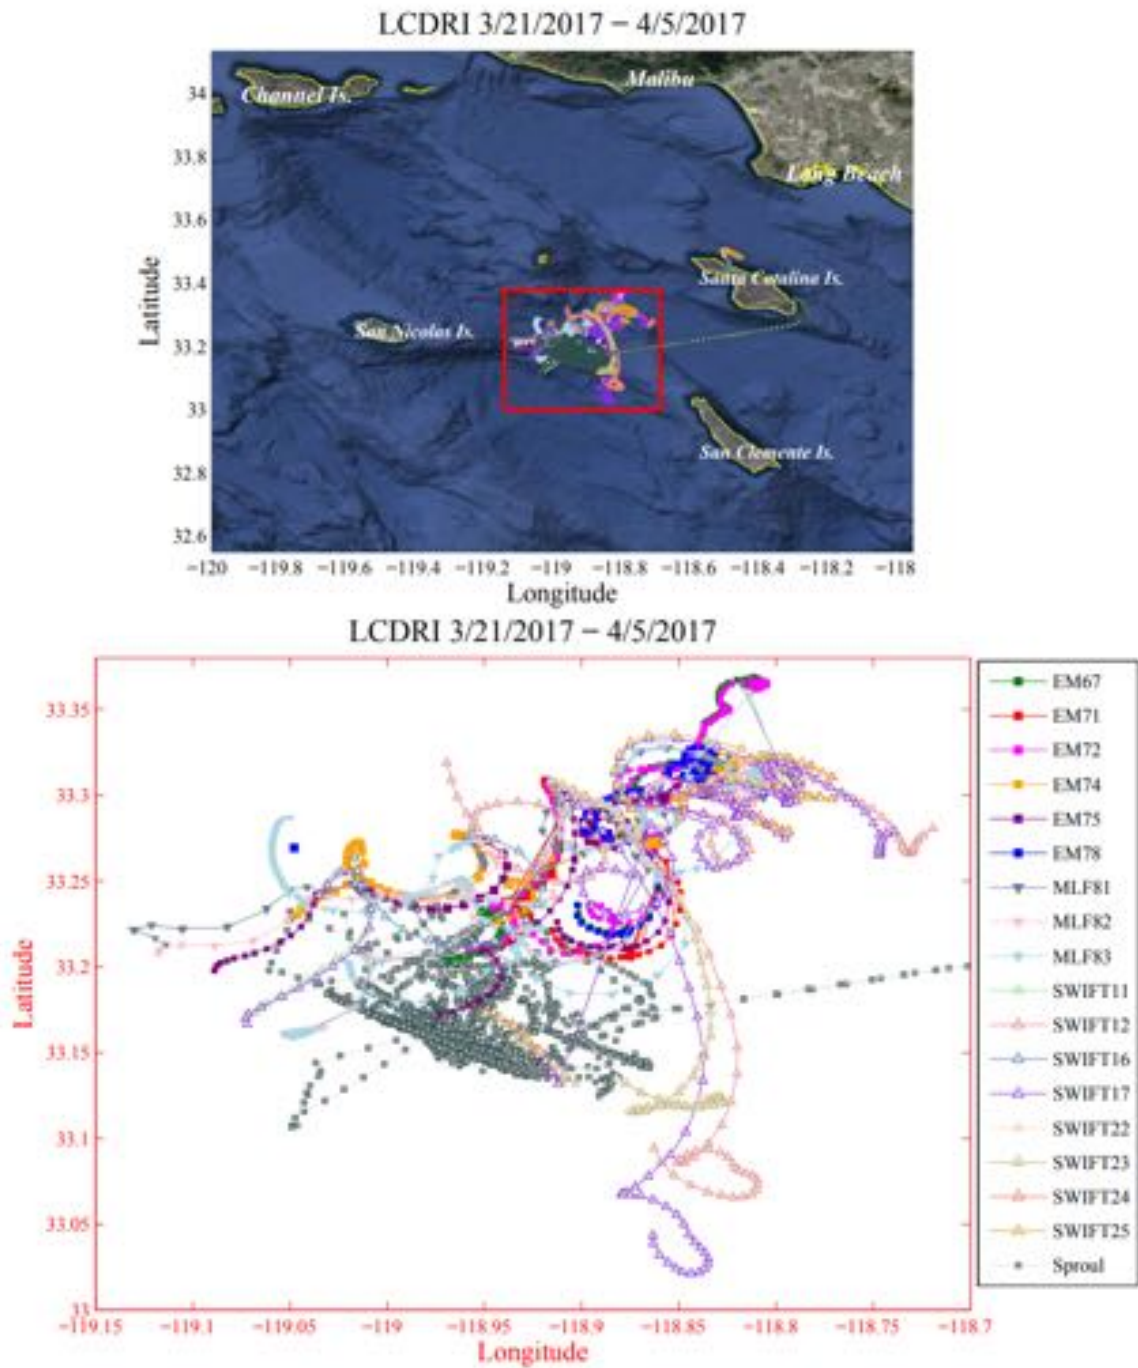 LCDRI 3/21/2017 − 4/5/2017
Channel Is.
Malibu
Long Beach
Santa Catalina Is.
San Nicolas Is.
San Clemente Is.
Latitude
34
33.8
33.6
33.4
33.2
33
32.8
32.6
−120 −119.8 −119.6 −119.4 −119.2 −119 −118.8 −118.6 −118.4 −118.2 −118
Longitude
LCDRI 3/21/2017 − 4/5/2017
Latitude
33.35
33.3
33.25
33.2
33.15
33.1
33.05
33
−119.15 −119.1 −119.05 −119 −118.95 −118.9 −118.85 −118.8 −118.75 −118.7
Longitude
EM67
EM71
EM72
EM74
EM75
EM78
MLF81
MLF82
MLF83
SWIFT11
SWIFT12
SWIFT16
SWIFT17
SWIFT22
SWIFT23
SWIFT24
SWIFT25
Sproul